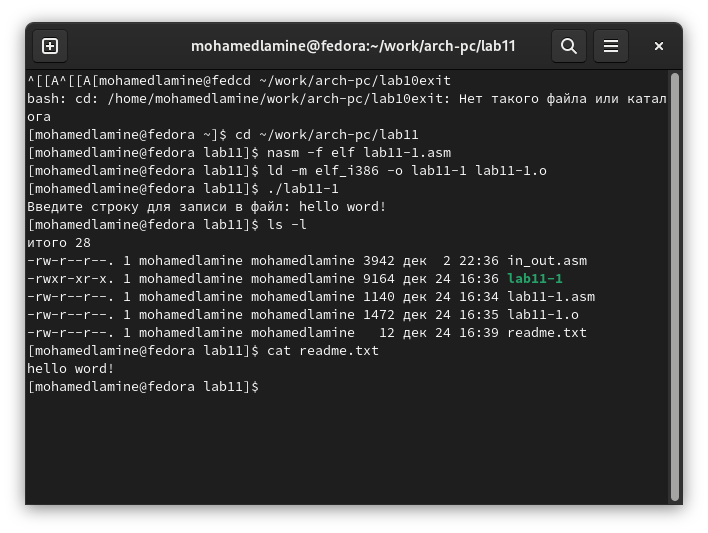 mohamedlamine@fedora:~/work/arch-pc/lab11
^[[A^[[A[mohamedlamine@fedcd ~/work/arch-pc/lab10exit
bash: cd: /home/mohamedlamine/work/arch-pc/lab10exit: Нет такого файла или катал
ога
[mohamedlamine@fedora ~]$ cd ~/work/arch-pc/lab11
[mohamedlamine@fedora lab11]$ nasm -f elf lab11-1.asm
[mohamedlamine@fedora lab11]$ ld -m elf_i386 -o lab11-1 lab11-1.o
[mohamedlamine@fedora lab11]$ ./lab11-1
Введите строку для записи в файл: hello word!
[mohamedlamine@fedora lab11]$ ls -l
итого 28
-rw-r--r--. 1 mohamedlamine mohamedlamine 3942 дек  2 22:36 in_out.asm
-rwxr-xr-x. 1 mohamedlamine mohamedlamine 9164 дек 24 16:36 lab11-1
-rw-r--r--. 1 mohamedlamine mohamedlamine 1140 дек 24 16:34 lab11-1.asm
-rw-r--r--. 1 mohamedlamine mohamedlamine 1472 дек 24 16:35 lab11-1.o
-rw-r--r--. 1 mohamedlamine mohamedlamine   12 дек 24 16:39 readme.txt
[mohamedlamine@fedora lab11]$ cat readme.txt
hello word!
[mohamedlamine@fedora lab11]$